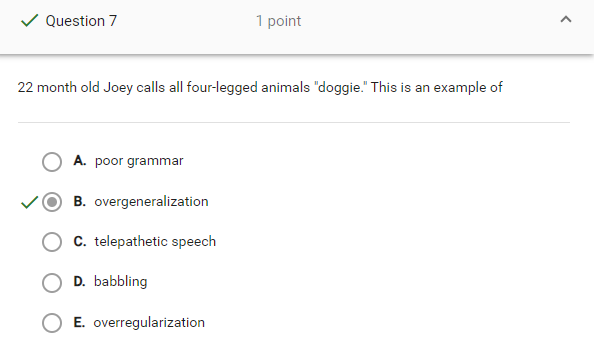 Question 7 1 point
22 month old Joey calls all four-legged animals "doggie." This is an example of
A. poor grammar
B. overgeneralization
C. telepathetic speech
D. babbling
E. overregularization